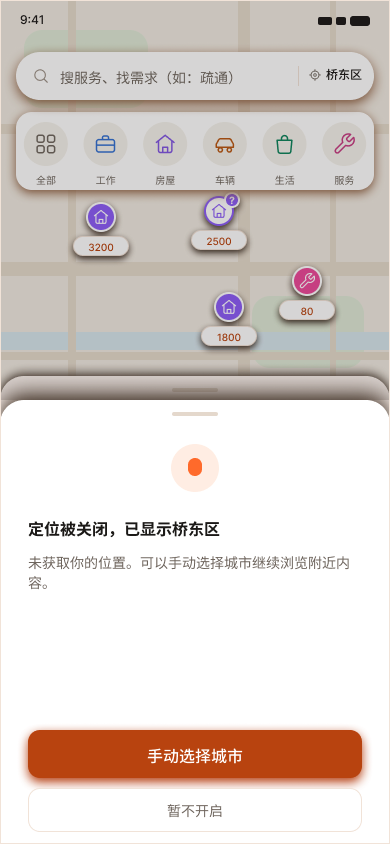 9:41
搜服务、找需求（如：疏通）
桥东区
全部
工作
房屋
车辆
生活
服务
3200
?
2500
80
1800
定位被关闭，已显示桥东区
未获取你的位置。可以手动选择城市继续浏览附近内
容。
手动选择城市
暂不开启